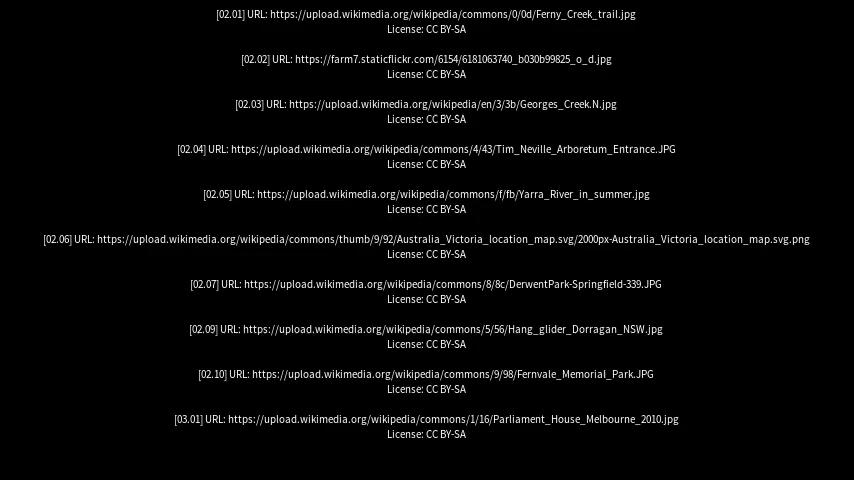 [02.01] URL: https://upload.wikimedia.org/wikipedia/commons/0/0d/Ferny_Creek_trail.jpg
License: CC BY-SA
[02.02] URL: https://farm7.staticflickr.com/6154/6181063740_b030b99825_o_d.jpg
License: CC BY-SA
[02.03] URL: https://upload.wikimedia.org/wikipedia/en/3/3b/Georges_Creek.N.jpg
License: CC BY-SA
[02.04] URL: https://upload.wikimedia.org/wikipedia/commons/4/43/Tim_Neville_Arboretum_Entrance.JPG
License: CC BY-SA
[02.05] URL: https://upload.wikimedia.org/wikipedia/commons/f/fb/Yarra_River_in_summer.jpg
License: CC BY-SA
[02.06] URL: https://upload.wikimedia.org/wikipedia/commons/thumb/9/92/Australia_Victoria_location_map.svg/2000px-Australia_Victoria_location_map.svg.png
License: CC BY-SA
[02.07] URL: https://upload.wikimedia.org/wikipedia/commons/8/8c/DerwentPark-Springfield-339.JPG
License: CC BY-SA
[02.09] URL: https://upload.wikimedia.org/wikipedia/commons/5/56/Hang_glider_Dorragan_NSW.jpg
License: CC BY-SA
[02.10] URL: https://upload.wikimedia.org/wikipedia/commons/9/98/Fernvale_Memorial_Park.JPG
License: CC BY-SA
[03.01] URL: https://upload.wikimedia.org/wikipedia/commons/1/16/Parliament_House_Melbourne_2010.jpg
License: CC BY-SA